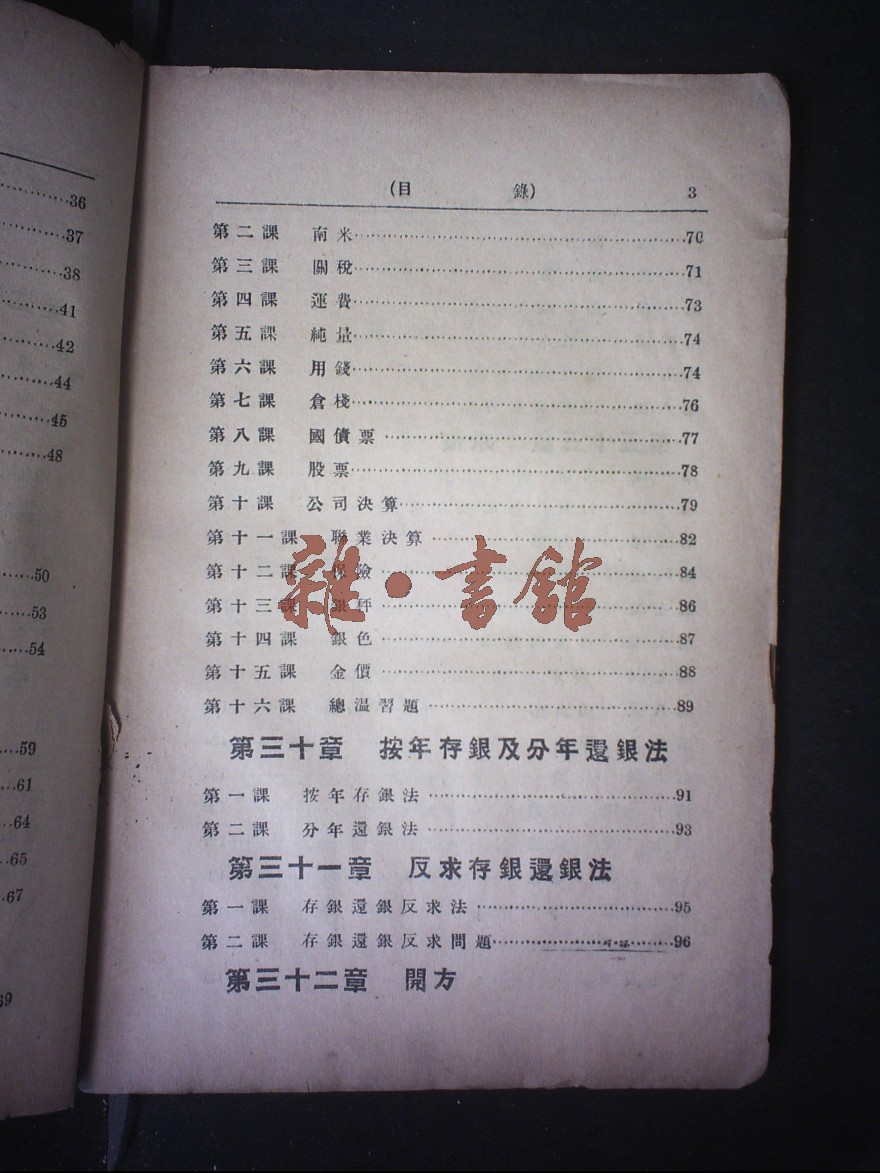 36
37
38
41
42
44
45
48
50
53
54
59
61
64
65
67
69
(目 錄) 3
第二課 南米 70
第三課 關稅 71
第四課 運費 73
第五課 純量 74
第六課 用錢 74
第七課 倉棧 76
第八課 國債票 77
第九課 股票 78
第十課 公司決算 79
第十一課 聯業決算 82
第十二課 保險 84
第十三課 銀秤 86
第十四課 銀色 87
第十五課 金價 88
第十六課 總温習題 89
雜·書館
第三十章 按年存銀及分年還銀法
第一課 按年存銀法 91
第二課 分年還銀法 93
第三十一章 反求存銀還銀法
第一課 存銀還銀反求法 95
第二課 存銀還銀反求問題 96
第三十二章 開方